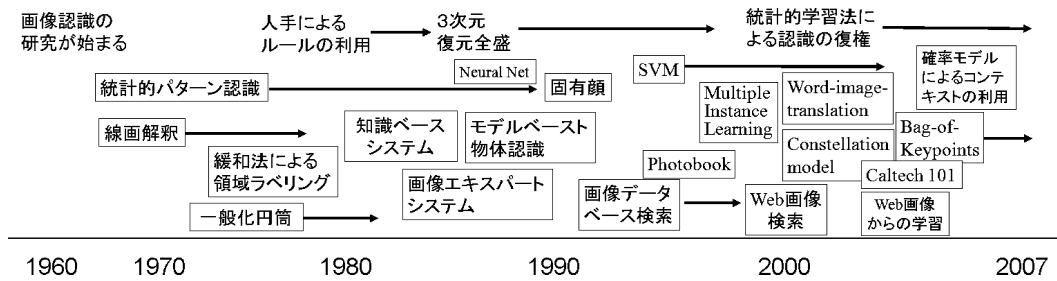 画像認識の
研究が始まる
人手による
ルールの利用
３次元
復元全盛
統計的学習法に
よる認識の復権
統計的パターン認識
Neural Net
固有顔
SVM
Multiple
Instance
Learning
Word-image-
translation
確率モデル
によるコンテ
キストの利用
線画解釈
緩和法による
領域ラベリング
知識ベース
システム
モデルベースト
物体認識
Photobook
Constellation
model
Bag-of-
Keypoints
Caltech 101
一般化円筒
画像エキスパート
システム
画像データ
ベース検索
Web画像
検索
Web画像
からの学習
1960
1970
1980
1990
2000
2007